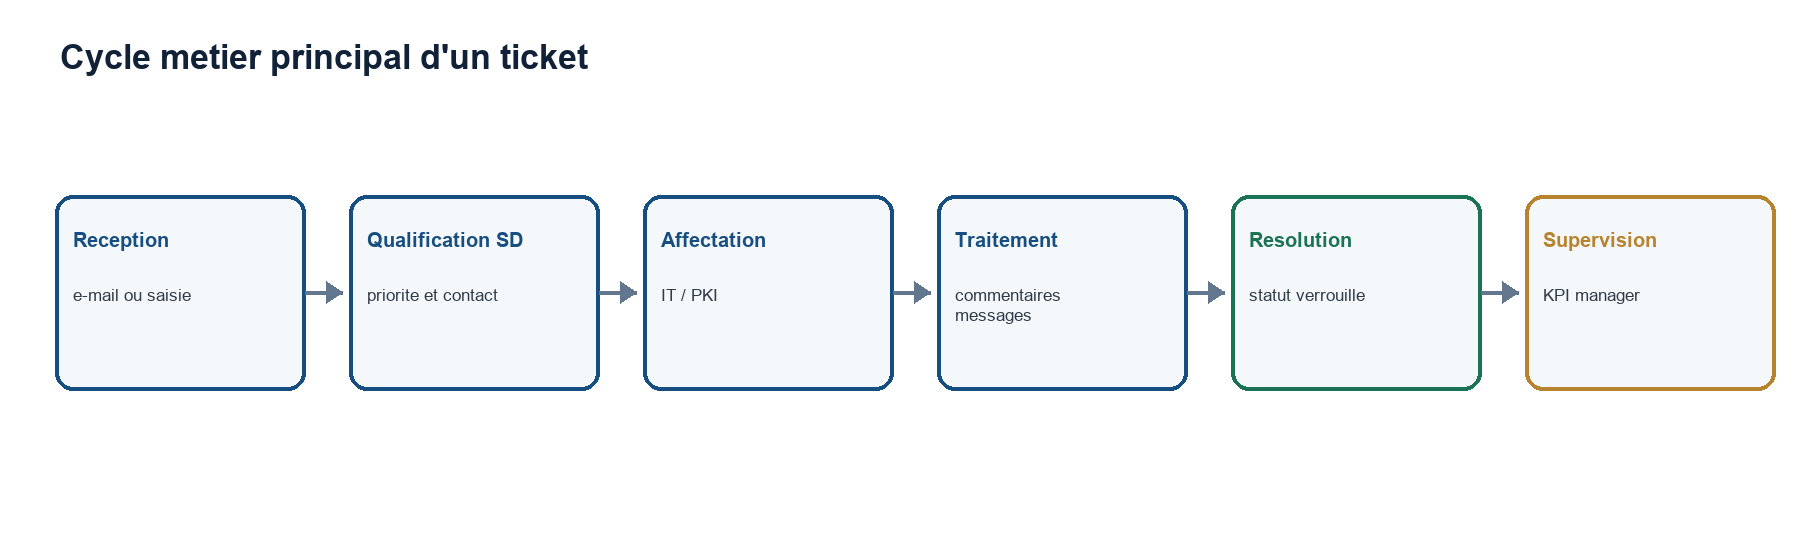 Cycle metier principal d'un ticket
Reception
e-mail ou saisie
Qualification SD
priorite et contact
Affectation
IT / PKI
Traitement
commentaires
messages
Resolution
statut verrouille
Supervision
KPI manager